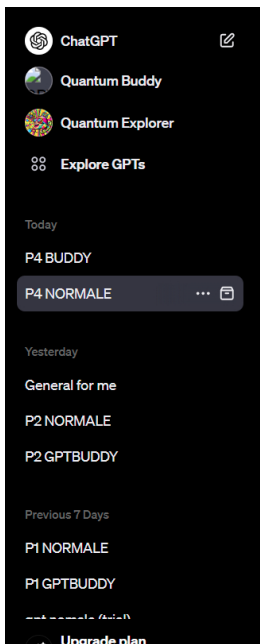 ChatGPT
Quantum Buddy
Quantum Explorer
Explore GPTs
Today
P4 BUDDY
P4 NORMALE
Yesterday
General for me
P2 NORMALE
P2 GPTBUDDY
Previous 7 Days
P1 NORMALE
P1 GPTBUDDY
Upgrade plan